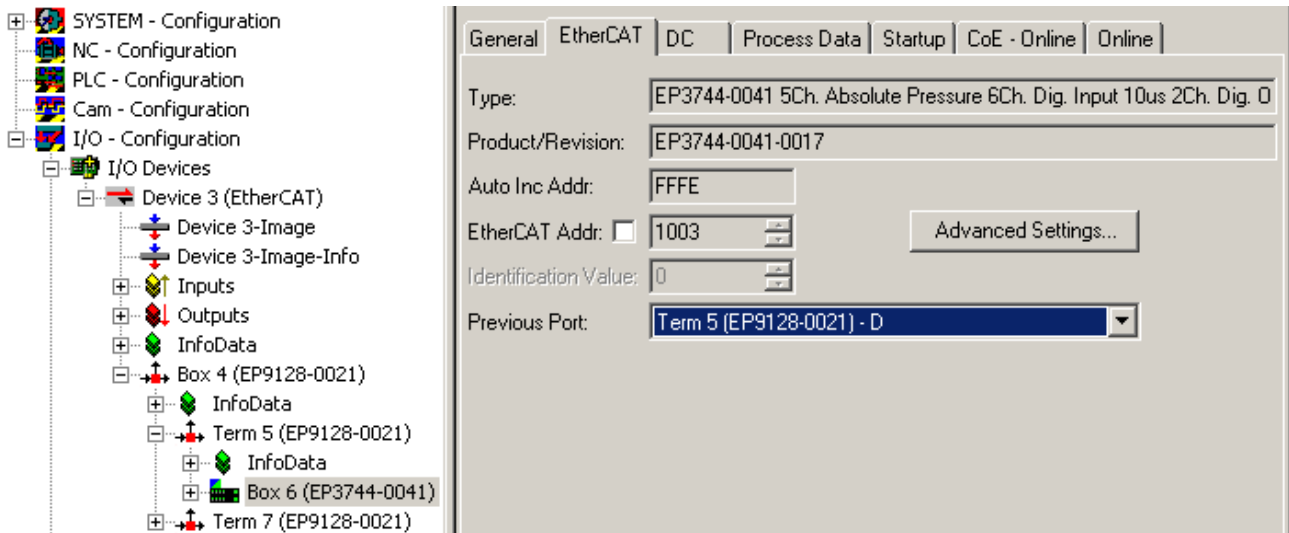 SYSTEM - Configuration
NC - Configuration
PLC - Configuration
Cam - Configuration
I/O - Configuration
I/O Devices
Device 3 (EtherCAT)
Device 3-Image
Device 3-Image-Info
Inputs
Outputs
InfoData
Box 4 (EP9128-0021)
InfoData
Term 5 (EP9128-0021)
InfoData
Box 6 (EP3744-0041)
Term 7 (EP9128-0021)
General EtherCAT DC Process Data Startup CoE - Online Online
Type: EP3744-0041 5Ch. Absolute Pressure 6Ch. Dig. Input 10us 2Ch. Dig. O
Product/Revision: EP3744-0041-0017
Auto Inc Addr: FFFE
EtherCAT Addr: 1003 Advanced Settings...
Identification Value: 0
Previous Port: Term 5 (EP9128-0021) - D